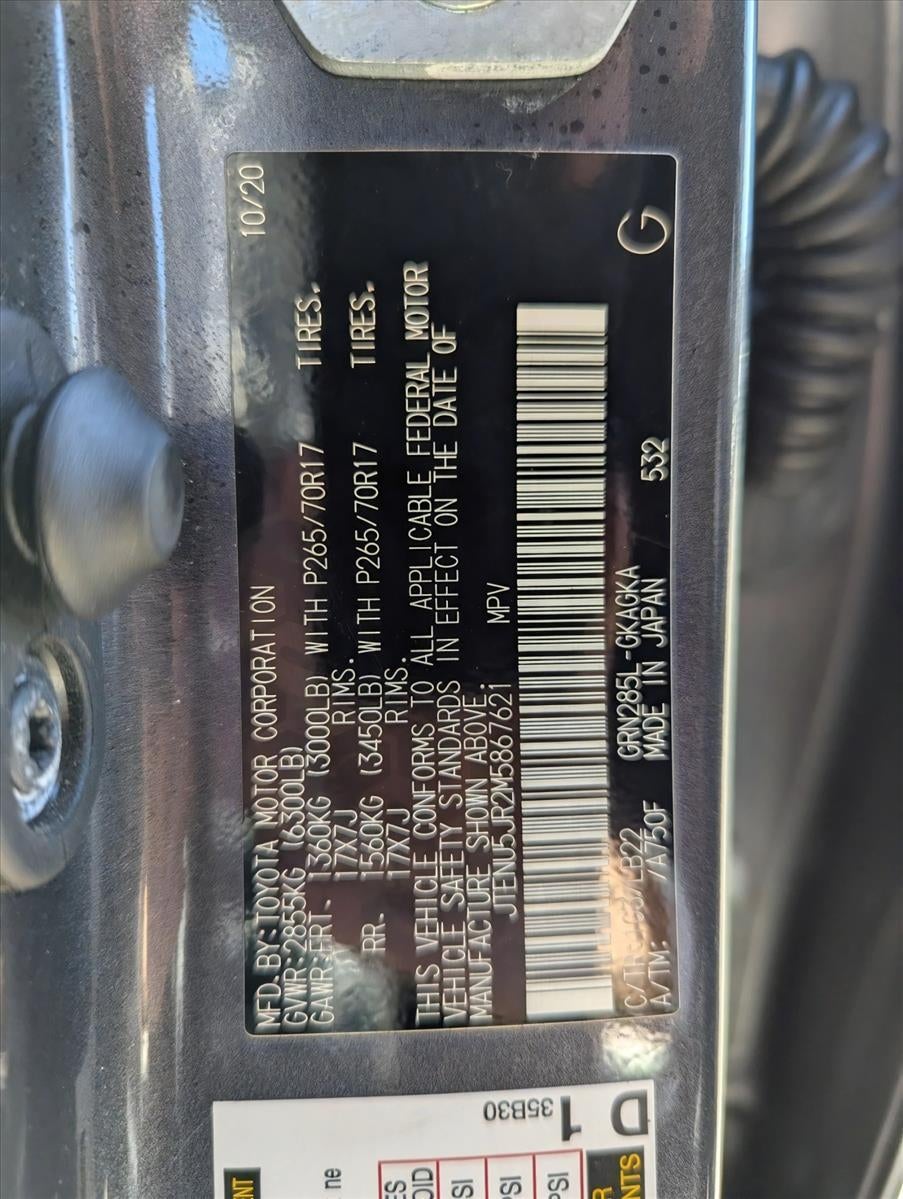 MFD.BY:TOYOTA MOTOR CORPORATION 10/20
GVWR:2855KG (6300LB)
GAWR:FRT- 1360KG (3000LB) WITH P265/70R17 TIRES.
17X7J RIMS.
RR. 1560KG (3450LB) WITH P265/70R17 TIRES.
17X7J RIMS.
THIS VEHICLE CONFORMS TO ALL APPLICABLE FEDERAL MOTOR
VEHICLE SAFETY STANDARDS IN EFFECT ON THE DATE OF
MANUFACTURE SHOWN ABOVE.
JTENU5JR2M5867621 MPV
/LB22 GRN285L-GKAGKA
A/TM: /A750F MADE IN JAPAN 532
G
D
1
35B30